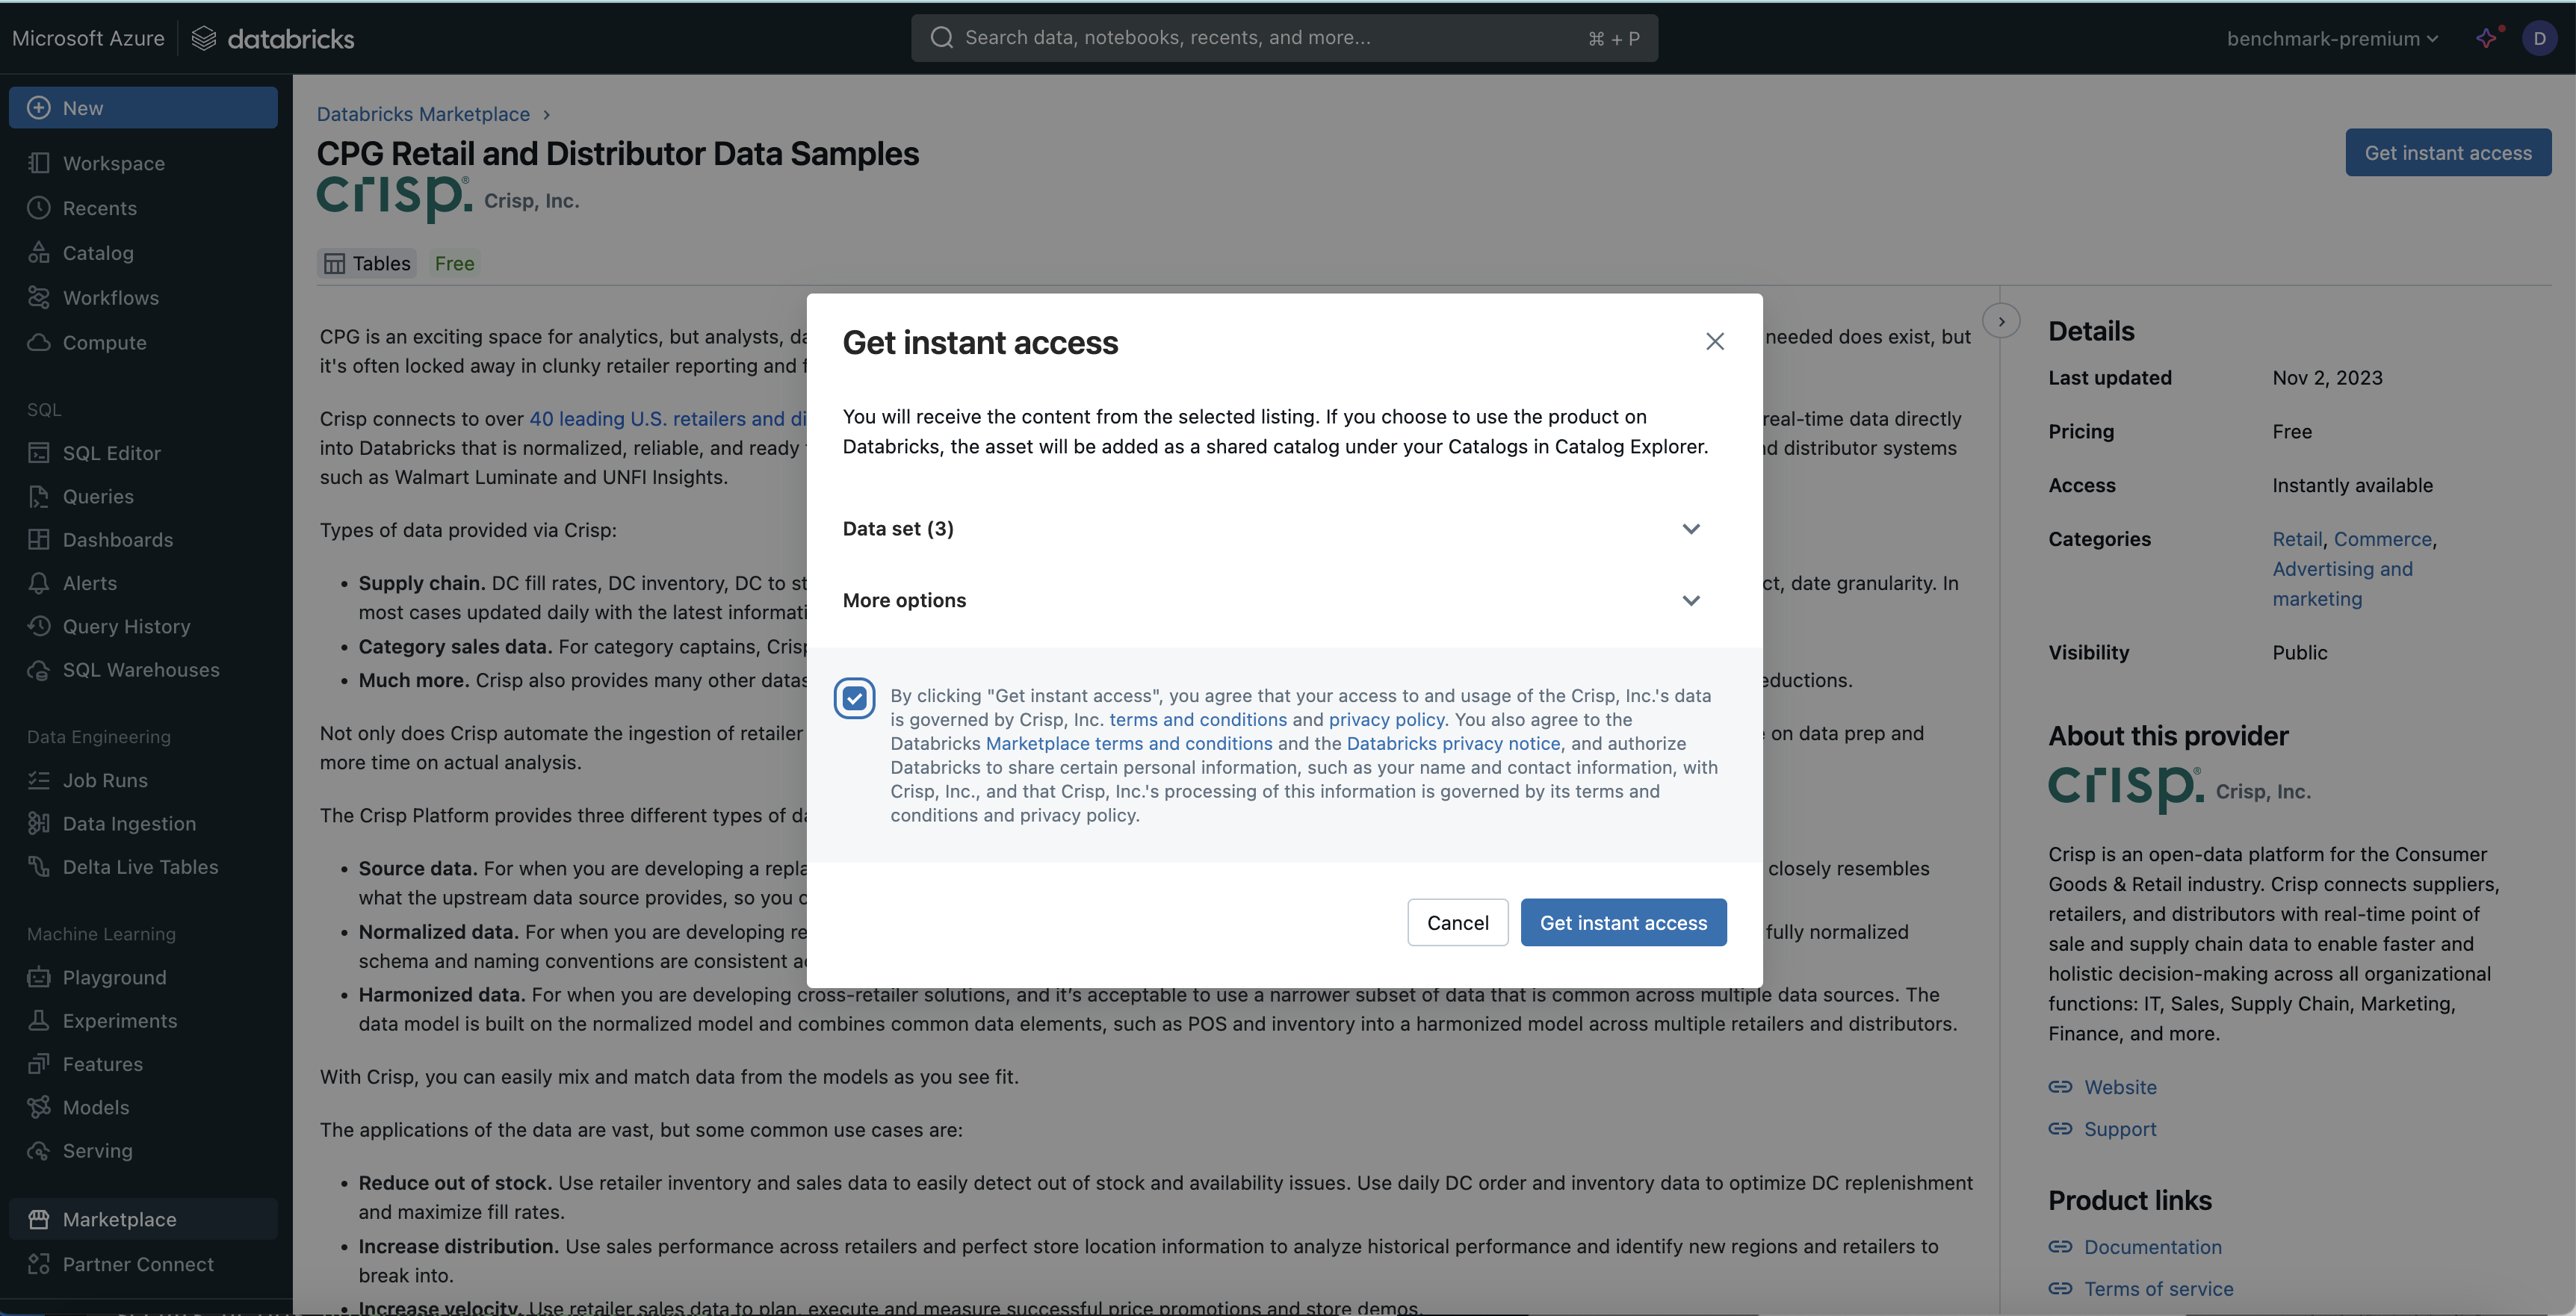 Microsoft Azure
databricks
Search data, notebooks, recents, and more...
⌘ + P
benchmark-premium
D
New
Workspace
Recents
Catalog
Workflows
Compute
SQL
SQL Editor
Queries
Dashboards
Alerts
Query History
SQL Warehouses
Data Engineering
Job Runs
Data Ingestion
Delta Live Tables
Machine Learning
Playground
Experiments
Features
Models
Serving
Marketplace
Partner Connect
Databricks Marketplace ›
CPG Retail and Distributor Data Samples
crisp.® Crisp, Inc.
Get instant access
Tables Free
CPG is an exciting space for analytics, but analysts, needed does exist, but
it's often locked away in clunky retailer reporting and
Crisp connects to over 40 leading U.S. retailers and real-time data directly
into Databricks that is normalized, reliable, and ready distributor systems
such as Walmart Luminate and UNFI Insights.
Types of data provided via Crisp:
• Supply chain. DC fill rates, DC inventory, DC to date granularity. In
most cases updated daily with the latest
• Category sales data. For category captains,
• Much more. Crisp also provides many other
Not only does Crisp automate the ingestion of retailer on data prep and
more time on actual analysis.
The Crisp Platform provides three different types of
• Source data. For when you are developing a closely resembles
what the upstream data source provides, so you
• Normalized data. For when you are developing fully normalized
schema and naming conventions are consistent
• Harmonized data. For when you are developing cross-retailer solutions, and it's acceptable to use a narrower subset of data that is common across multiple data sources. The
data model is built on the normalized model and combines common data elements, such as POS and inventory into a harmonized model across multiple retailers and distributors.
With Crisp, you can easily mix and match data from the models as you see fit.
The applications of the data are vast, but some common use cases are:
• Reduce out of stock. Use retailer inventory and sales data to easily detect out of stock and availability issues. Use daily DC order and inventory data to optimize DC replenishment
and maximize fill rates.
• Increase distribution. Use sales performance across retailers and perfect store location information to analyze historical performance and identify new regions and retailers to
break into.
• Increase velocity. Use retailer sales data to plan, execute and measure successful price promotions and store demos.
Get instant access
You will receive the content from the selected listing. If you choose to use the product on
Databricks, the asset will be added as a shared catalog under your Catalogs in Catalog Explorer.
Data set (3)
More options
By clicking "Get instant access", you agree that your access to and usage of the Crisp, Inc.'s data
is governed by Crisp, Inc. terms and conditions and privacy policy. You also agree to the
Databricks Marketplace terms and conditions and the Databricks privacy notice, and authorize
Databricks to share certain personal information, such as your name and contact information, with
Crisp, Inc., and that Crisp, Inc.'s processing of this information is governed by its terms and
conditions and privacy policy.
Cancel Get instant access
Details
Last updated Nov 2, 2023
Pricing Free
Access Instantly available
Categories Retail, Commerce,
Advertising and
marketing
Visibility Public
About this provider
crisp.® Crisp, Inc.
Crisp is an open-data platform for the Consumer
Goods & Retail industry. Crisp connects suppliers,
retailers, and distributors with real-time point of
sale and supply chain data to enable faster and
holistic decision-making across all organizational
functions: IT, Sales, Supply Chain, Marketing,
Finance, and more.
Website
Support
Product links
Documentation
Terms of service